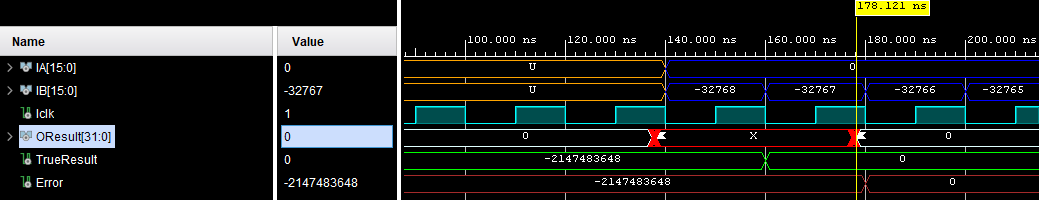 178.121 ns
Name Value
100.000 ns 120.000 ns 140.000 ns 160.000 ns 180.000 ns 200.000 ns
IA[15:0] 0 U 0
IB[15:0] -32767 U -32768 -32767 -32766 -32765
Iclk 1
OResult[31:0] 0 0 X 0
TrueResult 0 -2147483648 0
Error -2147483648 -2147483648 0